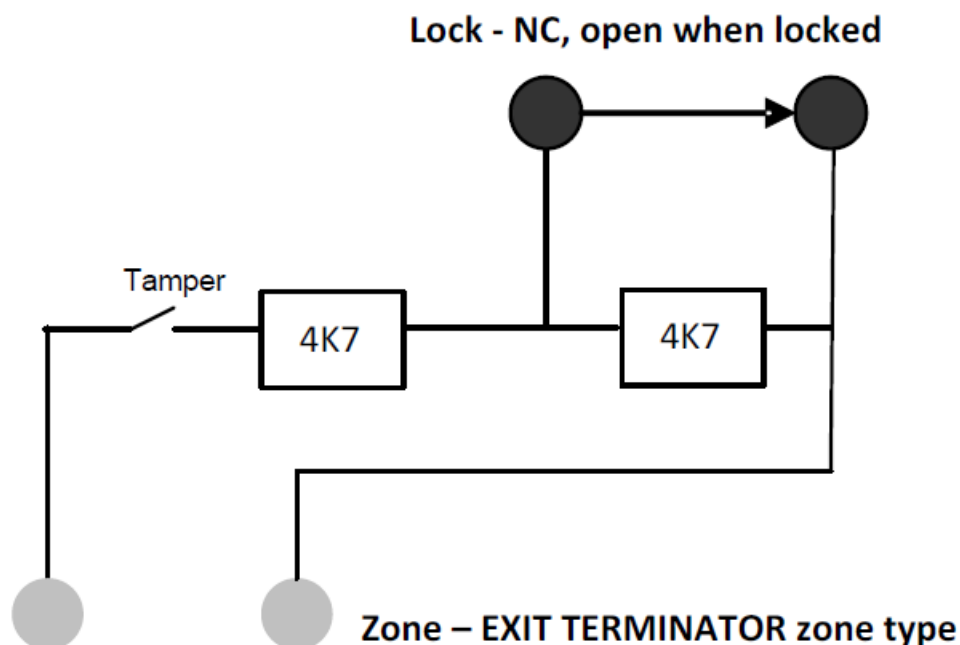 Lock - NC, open when locked
Tamper
4K7
4K7
Zone – EXIT TERMINATOR zone type